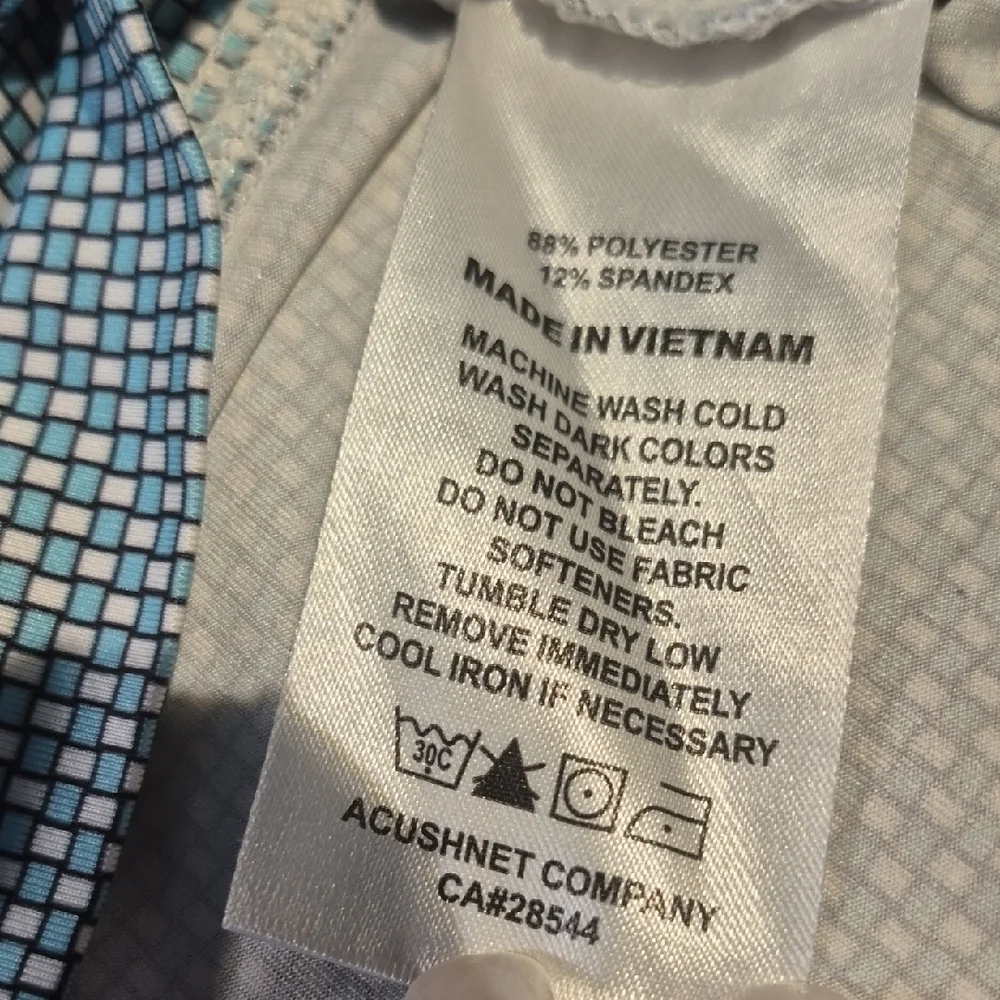 88% POLYESTER
12% SPANDEX
MADE IN VIETNAM
MACHINE WASH COLD
WASH DARK COLORS
SEPARATELY.
DO NOT BLEACH
DO NOT USE FABRIC
SOFTENERS.
TUMBLE DRY LOW
REMOVE IMMEDIATELY
COOL IRON IF NECESSARY
30C
ACUSHNET COMPANY
CA#28544